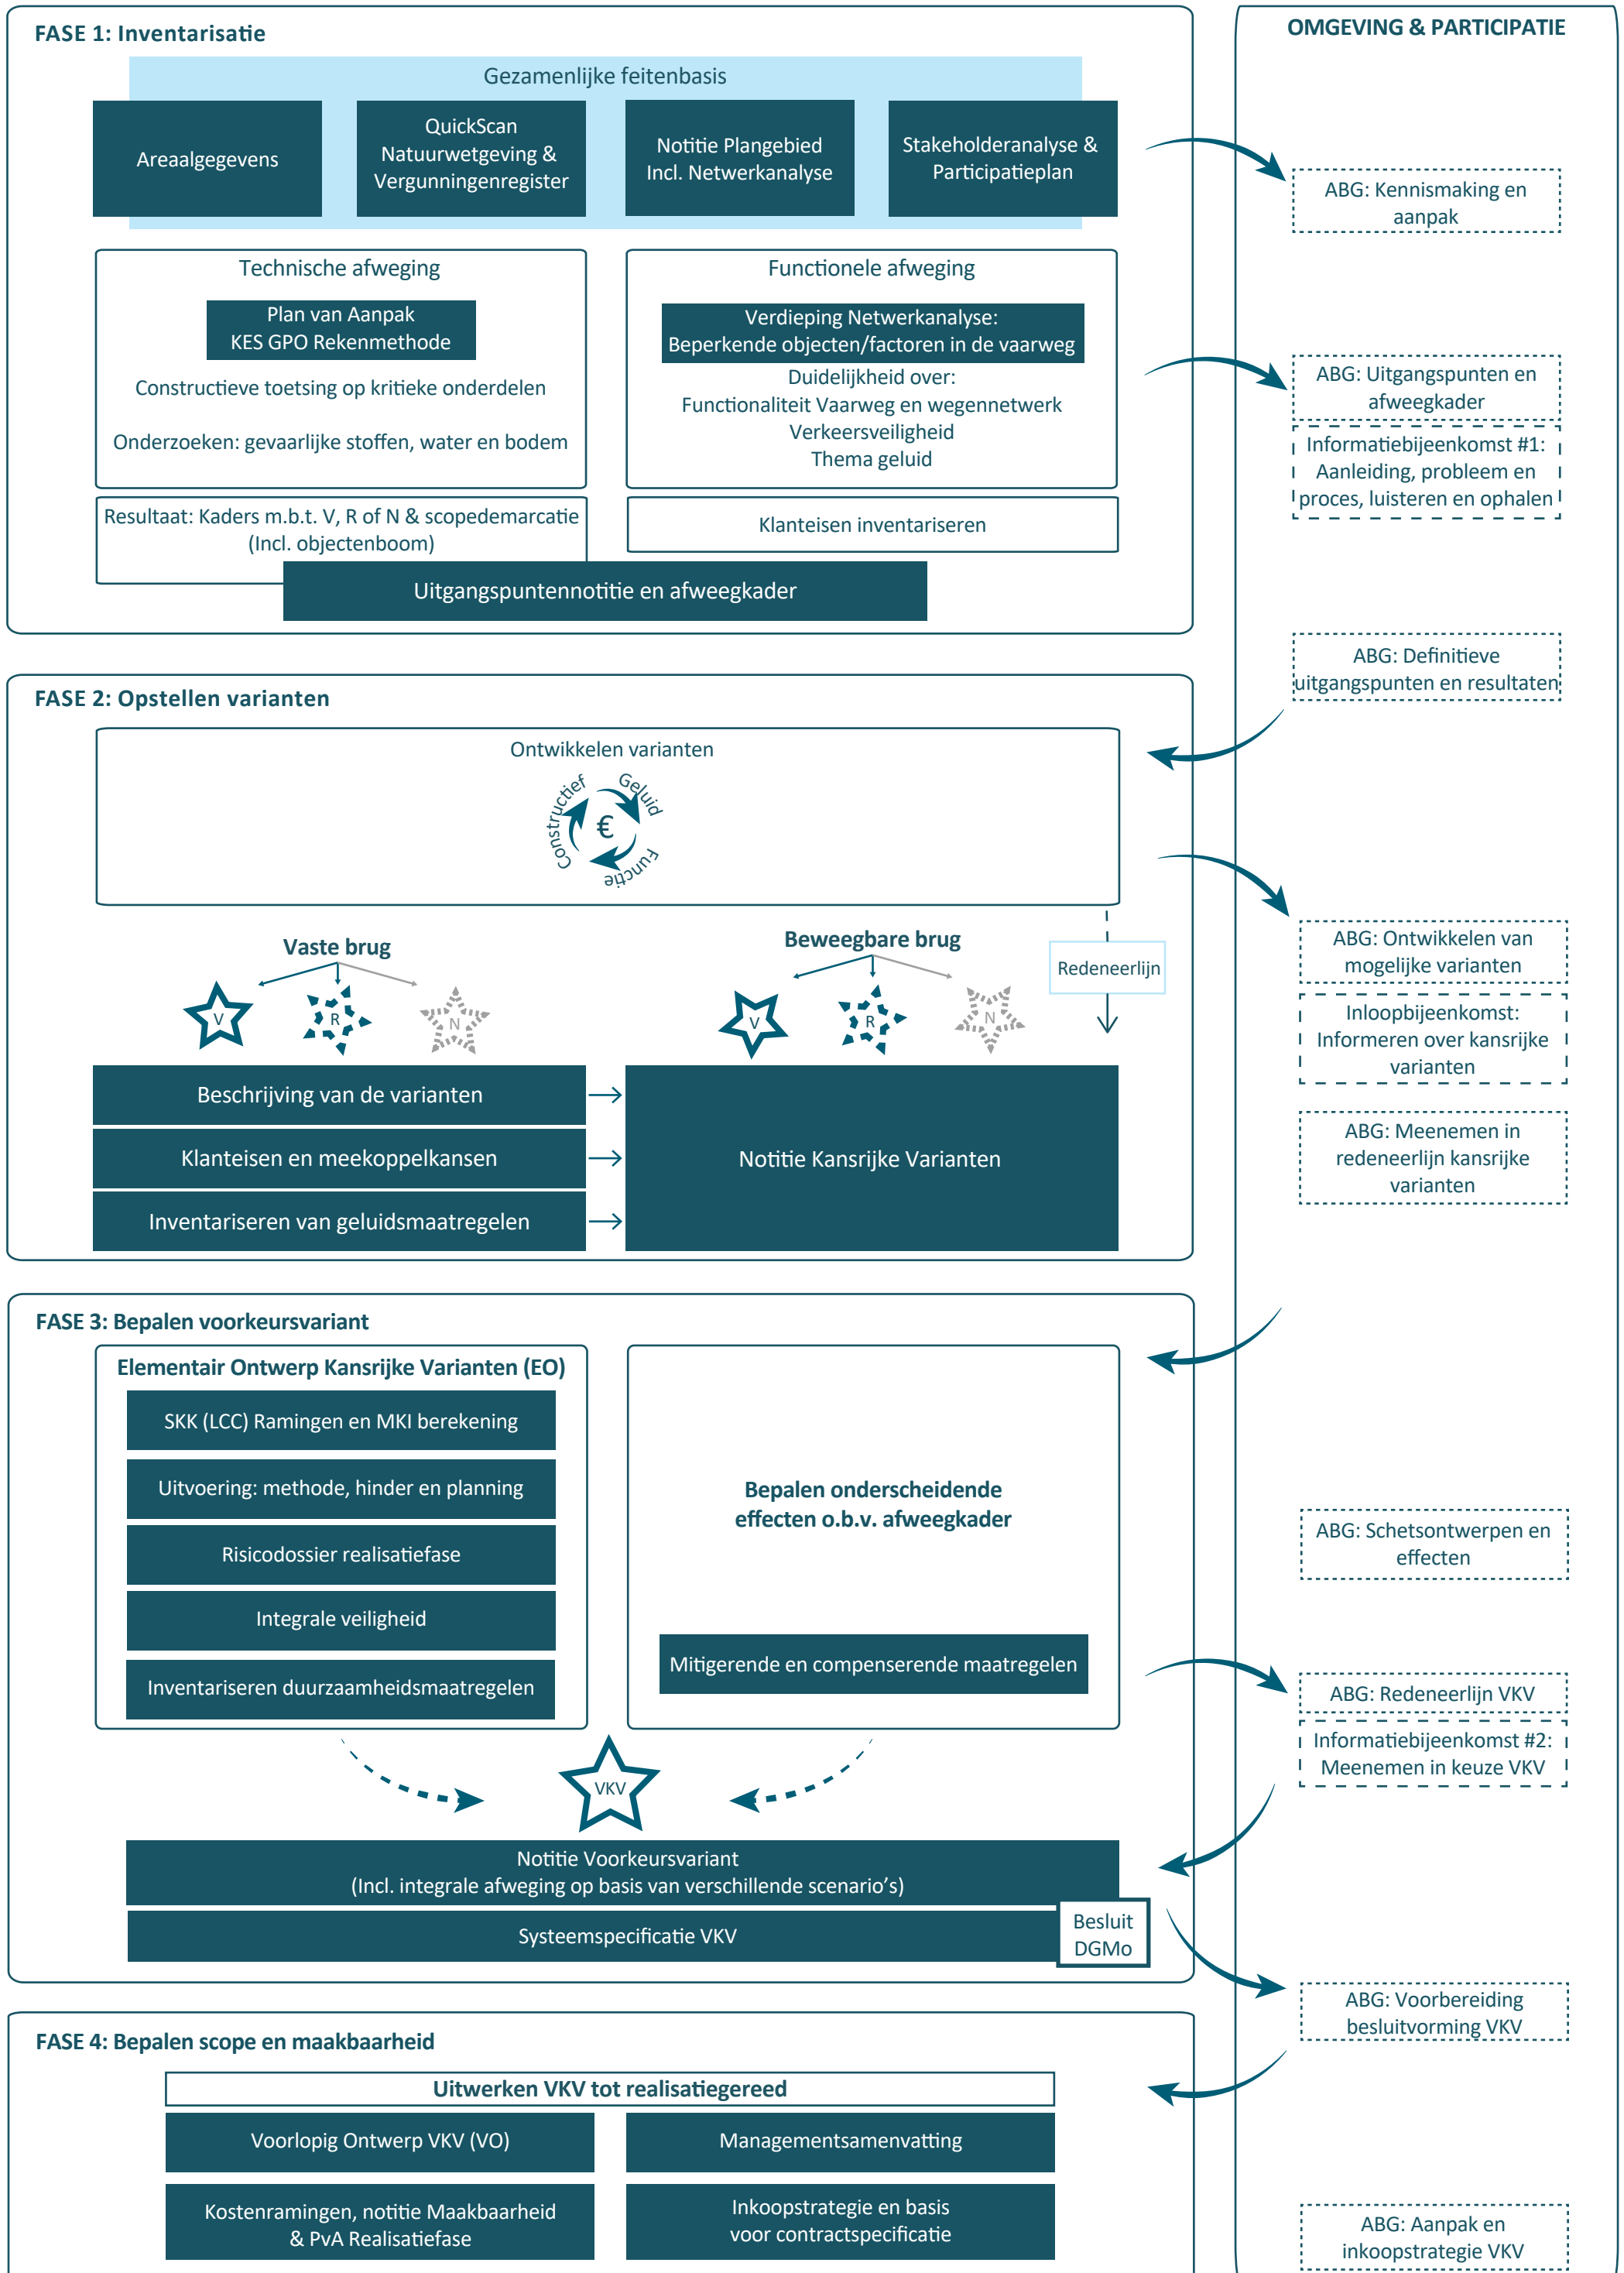 FASE 1: Inventarisatie
Gezamenlijke feitenbasis
Areaalgegevens
QuickScan
Natuurwetgeving &
Vergunningenregister
Notitie Plangebied
Incl. Netwerkanalyse
Stakeholderanalyse &
Participatieplan
Technische afweging
Plan van Aanpak
KES GPO Rekenmethode
Constructieve toetsing op kritieke onderdelen
Onderzoeken: gevaarlijke stoffen, water en bodem
Functionele afweging
Verdieping Netwerkanalyse:
Beperkende objecten/factoren in de vaarweg
Duidelijkheid over:
Functionaliteit Vaarweg en wegennetwerk
Verkeersveiligheid
Thema geluid
Resultaat: Kaders m.b.t. V, R of N & scopedemarcatie
(Incl. objectenboom)
Klanteisen inventariseren
Uitgangspuntennotitie en afweegkader
FASE 2: Opstellen varianten
Ontwikkelen varianten
Constructief
Geluid
Functie
€
Vaste brug
V
R
N
Beweegbare brug
V
R
N
Redeneerlijn
Beschrijving van de varianten
Klanteisen en meekoppelkansen
Inventariseren van geluidsmaatregelen
Notitie Kansrijke Varianten
FASE 3: Bepalen voorkeursvariant
Elementair Ontwerp Kansrijke Varianten (EO)
SKK (LCC) Ramingen en MKI berekening
Uitvoering: methode, hinder en planning
Risicodossier realisatiefase
Integrale veiligheid
Inventariseren duurzaamheidsmaatregelen
Bepalen onderscheidende
effecten o.b.v. afweegkader
Mitigerende en compenserende maatregelen
VKV
Notitie Voorkeursvariant
(Incl. integrale afweging op basis van verschillende scenario's)
Systeemspecificatie VKV
Besluit
DGMo
FASE 4: Bepalen scope en maakbaarheid
Uitwerken VKV tot realisatiegereed
Voorlopig Ontwerp VKV (VO)
Managementsamenvatting
Kostenramingen, notitie Maakbaarheid
& PvA Realisatiefase
Inkoopstrategie en basis
voor contractspecificatie
OMGEVING & PARTICIPATIE
ABG: Kennismaking en
aanpak
ABG: Uitgangspunten en
afweegkader
Informatiebijeenkomst #1:
Aanleiding, probleem en
proces, luisteren en ophalen
ABG: Definitieve
uitgangspunten en resultaten
ABG: Ontwikkelen van
mogelijke varianten
Inloopbijeenkomst:
Informeren over kansrijke
varianten
ABG: Meenemen in
redeneerlijn kansrijke
varianten
ABG: Schetsontwerpen en
effecten
ABG: Redeneerlijn VKV
Informatiebijeenkomst #2:
Meenemen in keuze VKV
ABG: Voorbereiding
besluitvorming VKV
ABG: Aanpak en
inkoopstrategie VKV